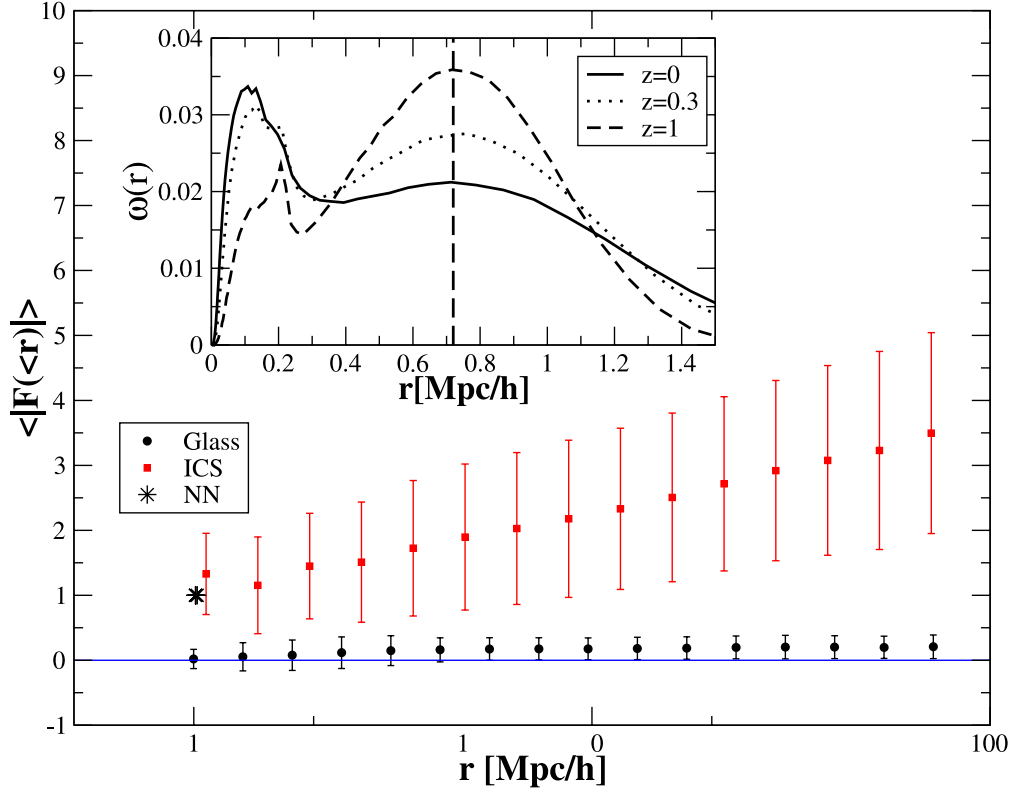 10
9
8
7
6
5
4
3
2
1
0
-1
<|F(<r)|>
0.04
0.03
0.02
0.01
0
ω(r)
z=0
z=0.3
z=1
0 0.2 0.4 0.6 0.8 1 1.2 1.4
r[Mpc/h]
Glass
ICS
NN
1 1 0 100
r [Mpc/h]